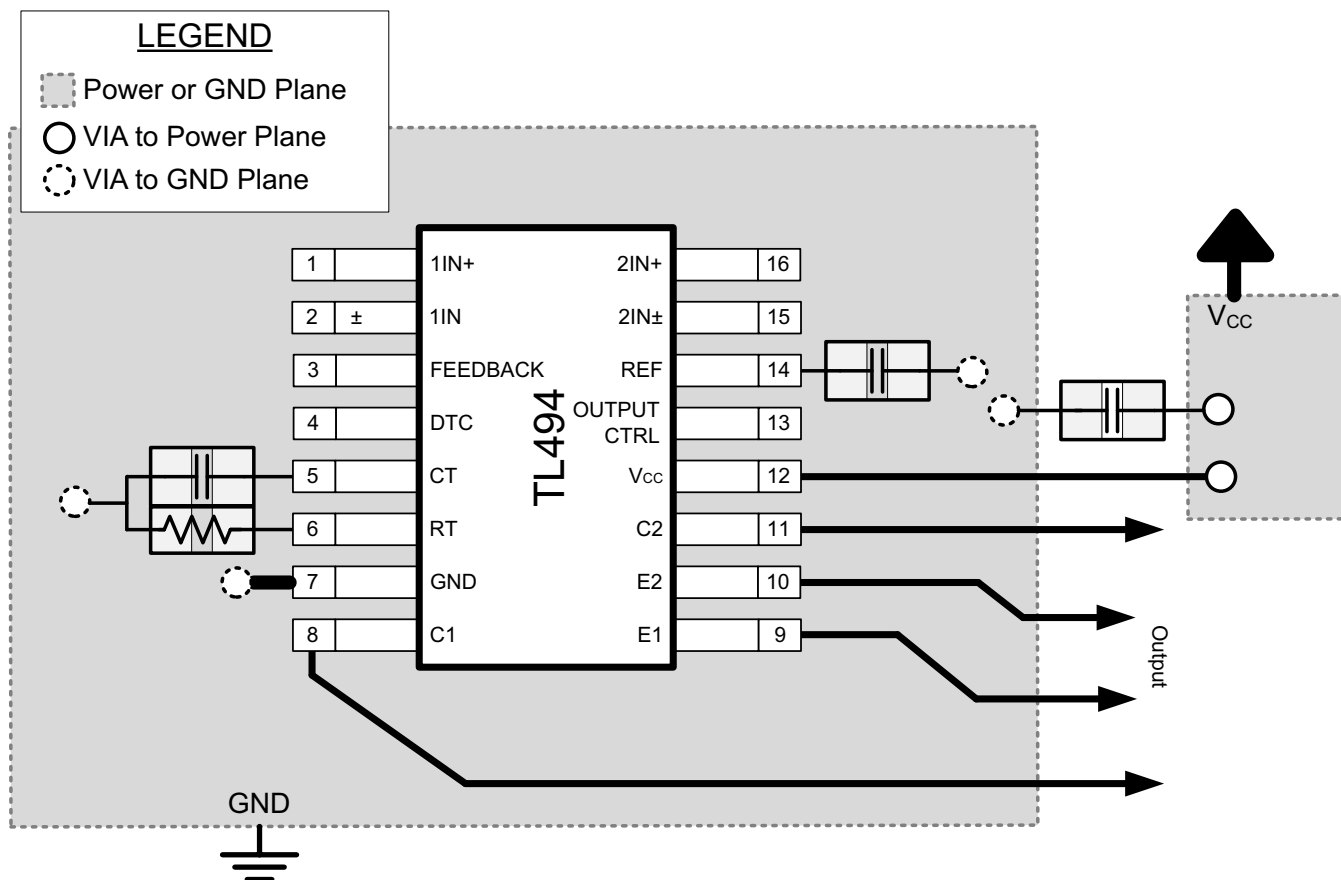 LEGEND
Power or GND Plane
VIA to Power Plane
VIA to GND Plane
1 1IN+ 2IN+ 16
2 ± 1IN 2IN± 15
VCC
3 FEEDBACK REF 14
4 DTC OUTPUT CTRL 13
5 CT VCC 12
6 RT C2 11
7 GND E2 10
8 C1 E1 9
TL494
Output
GND